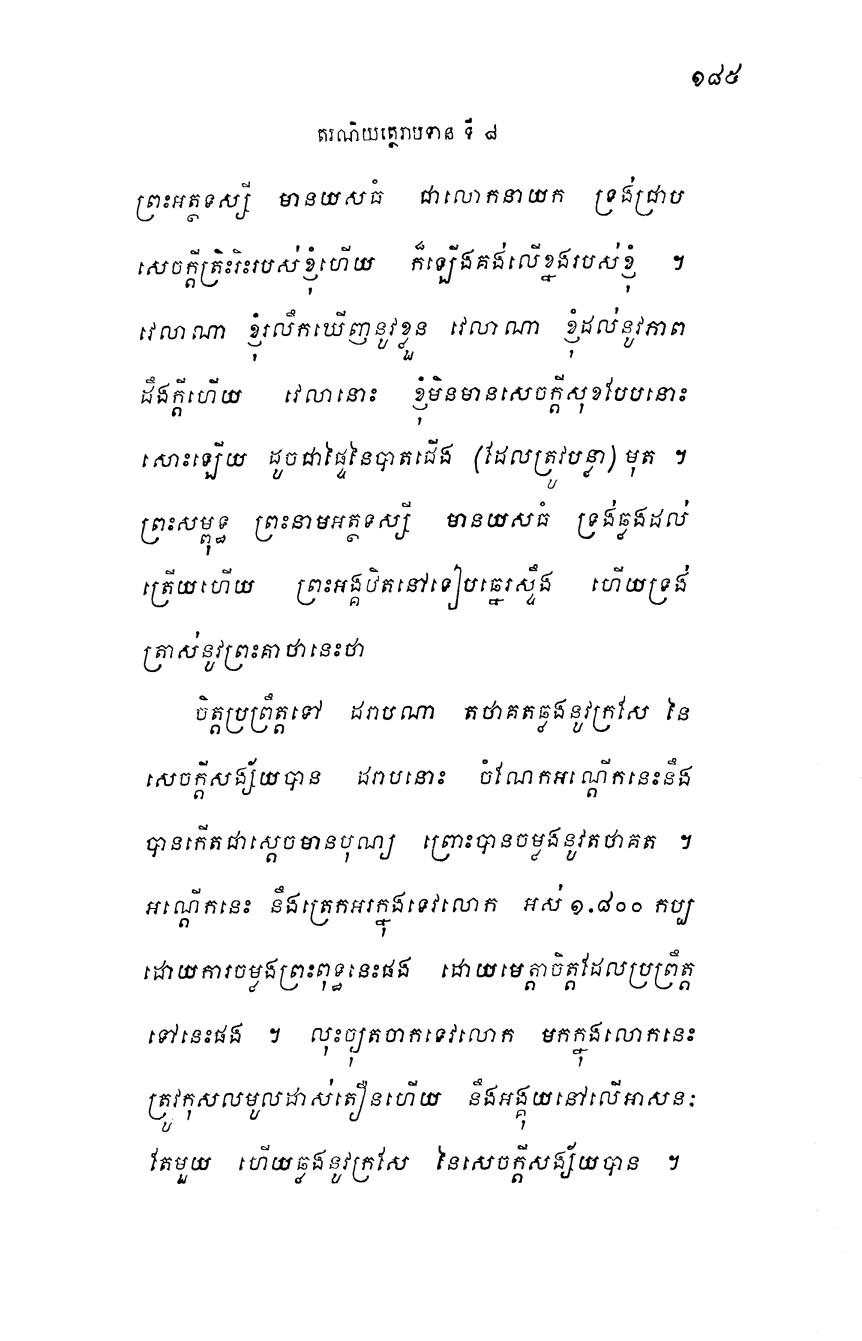 ១៨៥
តរណិយត្ថេរាបទាន ទី ៨
ព្រះអត្ថទស្សី មានយសធំ ជាលោកនាយក ទ្រង់ជ្រាប
សេចក្តីត្រិះរិះរបស់ខ្ញុំហើយ ក៏ឡើងគង់លើខ្នងរបស់ខ្ញុំ ។
វេលាណា ខ្ញុំរលឹកឃើញនូវខ្លួន វេលាណា ខ្ញុំដល់នូវភាព
ដឹងក្តីហើយ វេលានោះ ខ្ញុំមិនមានសេចក្តីសុខបែបនោះ
សោះឡើយ ដូចជាផ្ទៃនៃបាតជើង (ដែលត្រូវបន្លា) មុត ។
ព្រះសម្ពុទ្ធ ព្រះនាមអត្ថទស្សី មានយសធំ ទ្រង់ឆ្លងដល់
ត្រើយហើយ ព្រះអង្គឋិតនៅទៀបឆ្នេរស្ទឹង ហើយទ្រង់
ត្រាស់នូវព្រះគាថានេះថា
ចិត្តប្រព្រឹត្តទៅ ដរាបណា តថាគតឆ្លងនូវក្រសែ នៃ
សេចក្តីសង្ស័យបាន ដរាបនោះ ចំណែកអណ្តើកនេះនឹង
បានកើតជាស្តេចមានបុណ្យ ព្រោះបានចម្លងនូវតថាគត ។
អណ្តើកនេះ នឹងត្រេកអរក្នុងទេវលោក អស់ ១.៨០០ កប្ប
ដោយការចម្លងព្រះពុទ្ធនេះផង ដោយមេត្តាចិត្តដែលប្រព្រឹត្ត
ទៅនេះផង ។ លុះច្យុតចាកទេវលោក មកក្នុងលោកនេះ
ត្រូវកុសលមូលដាស់តឿនហើយ នឹងអង្គុយនៅលើអាសនៈ
តែមួយ ហើយឆ្លងនូវក្រសែ នៃសេចក្តីសង្ស័យបាន ។